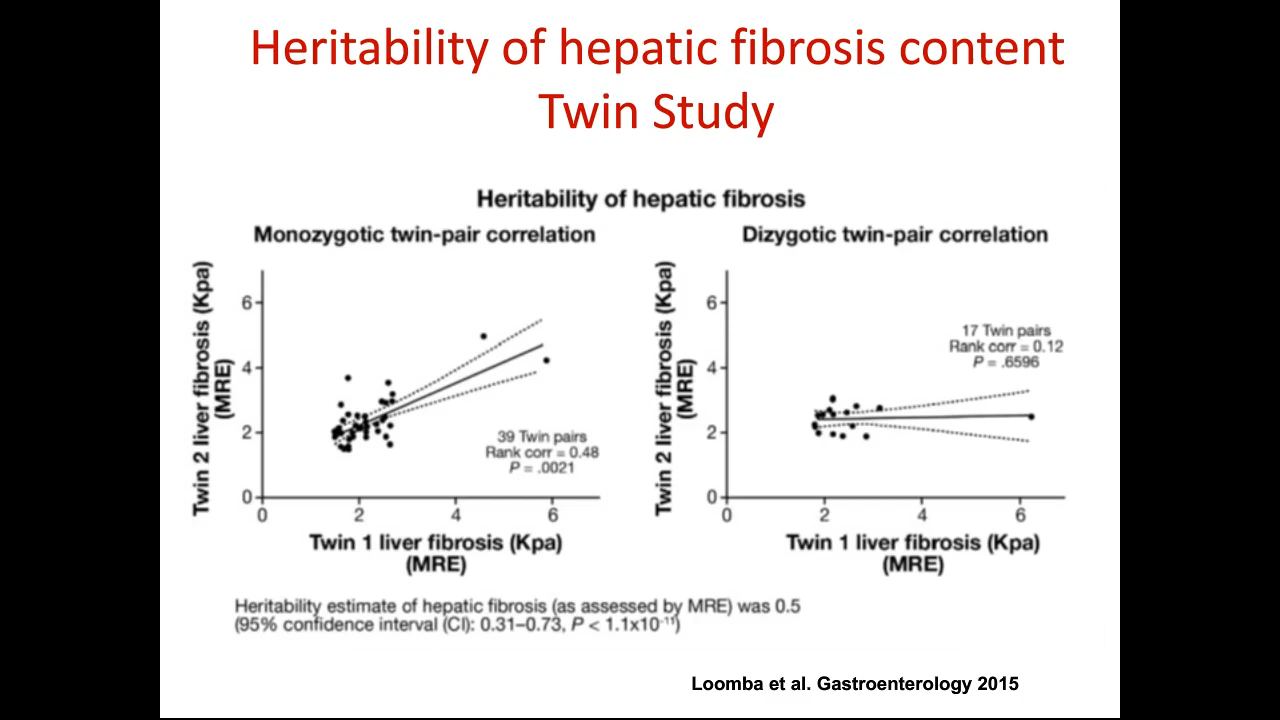 Heritability of hepatic fibrosis content
Twin Study
Heritability of hepatic fibrosis
Monozygotic twin-pair correlation
Twin 2 liver fibrosis (Kpa)
(MRE)
6
4
2
0
39 Twin pairs
Rank corr = 0.48
P = .0021
0 2 4 6
Twin 1 liver fibrosis (Kpa)
(MRE)
Dizygotic twin-pair correlation
Twin 2 liver fibrosis (Kpa)
(MRE)
6
4
2
0
17 Twin pairs
Rank corr = 0.12
P = .6596
0 2 4 6
Twin 1 liver fibrosis (Kpa)
(MRE)
Heritability estimate of hepatic fibrosis (as assessed by MRE) was 0.5
(95% confidence interval (CI): 0.31–0.73, P < 1.1x10⁻¹¹)
Loomba et al. Gastroenterology 2015